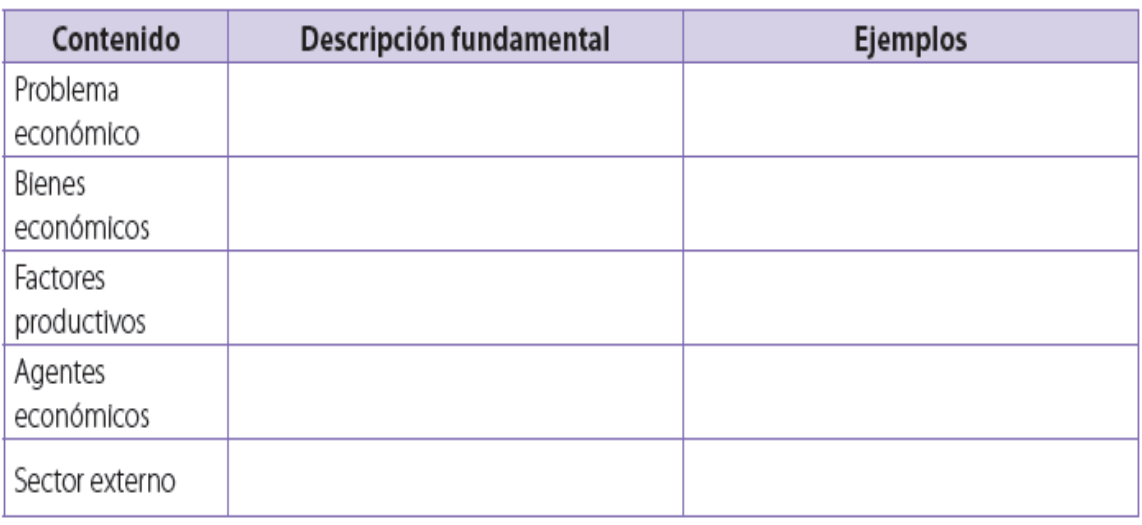 Contenido Descripción fundamental Ejemplos
Problema
económico
Bienes
económicos
Factores
productivos
Agentes
económicos
Sector externo